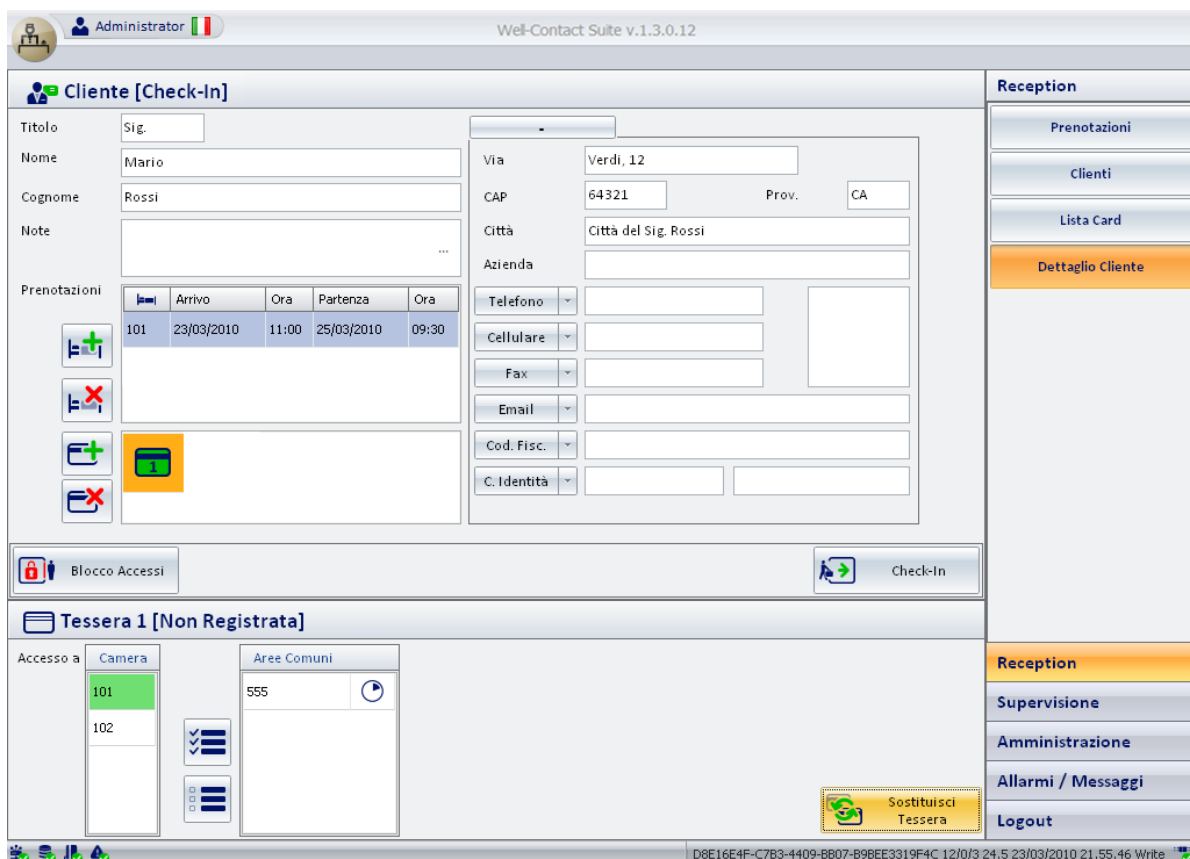 Administrator
Well-Contact Suite v.1.3.0.12
Cliente [Check-In]
Titolo Sig.
Nome Mario
Cognome Rossi
Note ...
Prenotazioni
Arrivo Ora Partenza Ora
101 23/03/2010 11:00 25/03/2010 09:30
1
-
Via Verdi, 12
CAP 64321 Prov. CA
Città Città del Sig. Rossi
Azienda
Telefono
Cellulare
Fax
Email
Cod. Fisc.
C. Identità
Blocco Accessi
Check-In
Tessera 1 [Non Registrata]
Accesso a Camera Aree Comuni
101 555
102
Sostituisci
Tessera
Reception
Prenotazioni
Clienti
Lista Card
Dettaglio Cliente
Reception
Supervisione
Amministrazione
Allarmi / Messaggi
Logout
D8E16E4F-C7B3-4409-BB07-B9BEE3319F4C 12/0/3 24.5 23/03/2010 21.55.46 Write